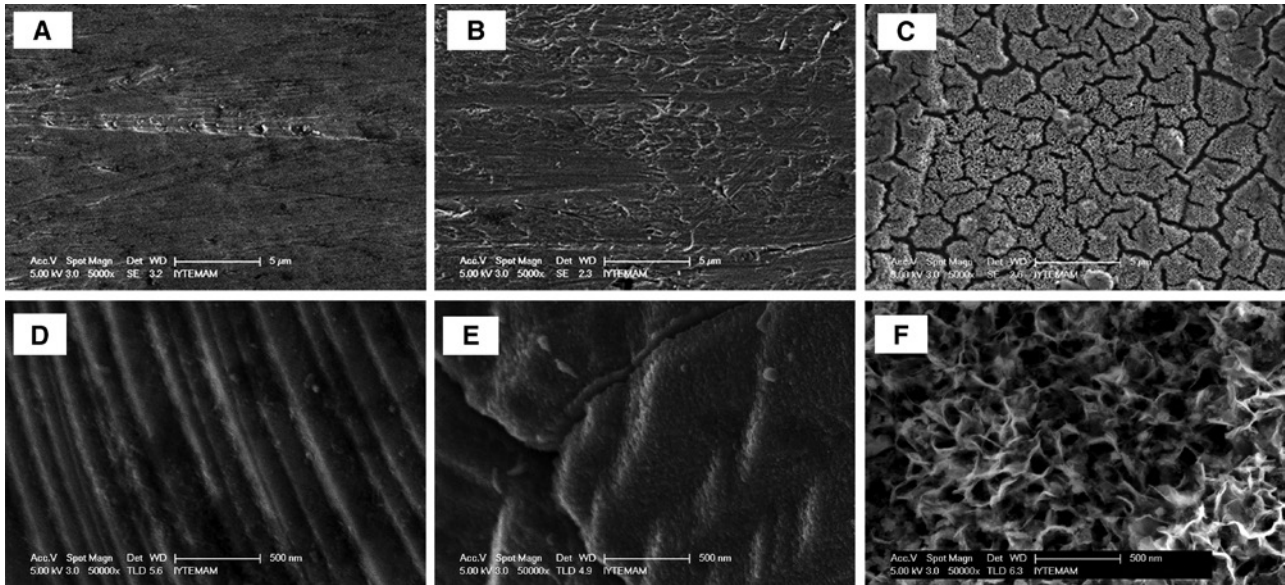 A
Acc.V Spot Magn Det WD 5 µm
5.00 kV 3.0 5000x SE 3.2 IYTEMAM
B
Acc.V Spot Magn Det WD 5 µm
5.00 kV 3.0 5000x SE 2.3 IYTEMAM
C
Acc.V Spot Magn Det WD 5 µm
5.00 kV 3.0 5000x SE 2.6 IYTEMAM
D
Acc.V Spot Magn Det WD 500 nm
5.00 kV 3.0 50000x TLD 5.6 IYTEMAM
E
Acc.V Spot Magn Det WD 500 nm
5.00 kV 3.0 50000x TLD 4.9 IYTEMAM
F
Acc.V Spot Magn Det WD 500 nm
5.00 kV 3.0 50000x TLD 6.3 IYTEMAM